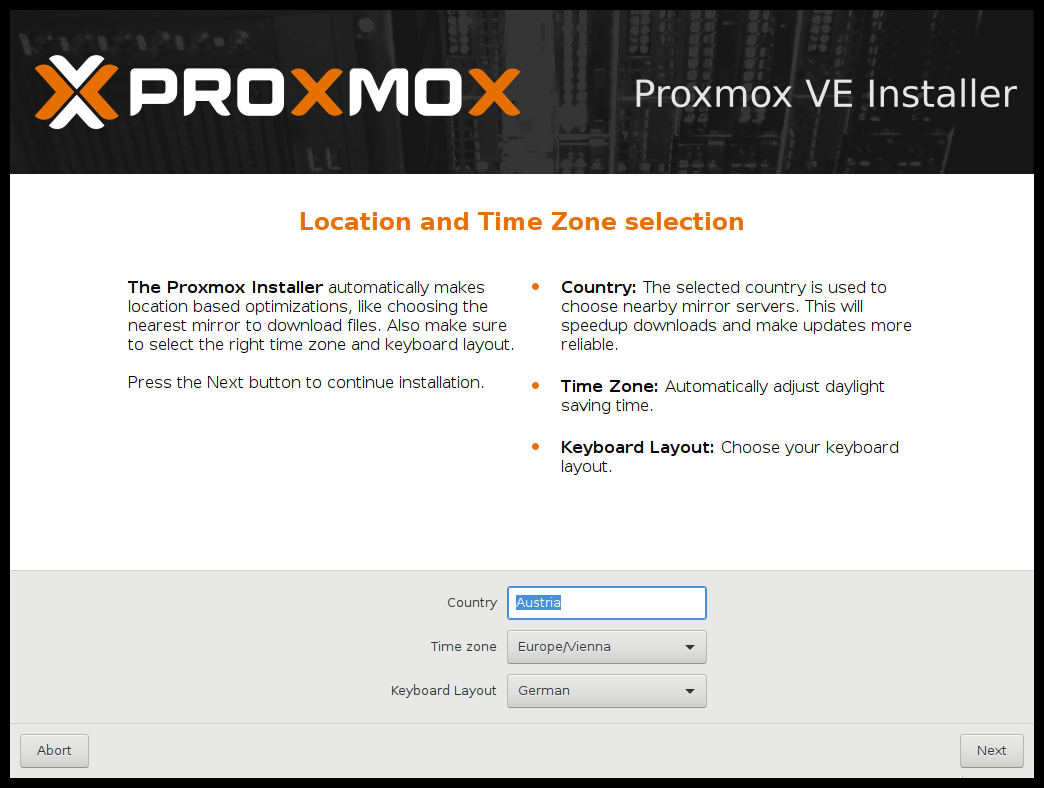 PROXMOX
Proxmox VE Installer
Location and Time Zone selection
The Proxmox Installer automatically makes
location based optimizations, like choosing the
nearest mirror to download files. Also make sure
to select the right time zone and keyboard layout.
Press the Next button to continue installation.
Country: The selected country is used to
choose nearby mirror servers. This will
speedup downloads and make updates more
reliable.
Time Zone: Automatically adjust daylight
saving time.
Keyboard Layout: Choose your keyboard
layout.
Country
Austria
Time zone
Europe/Vienna
Keyboard Layout
German
Abort
Next